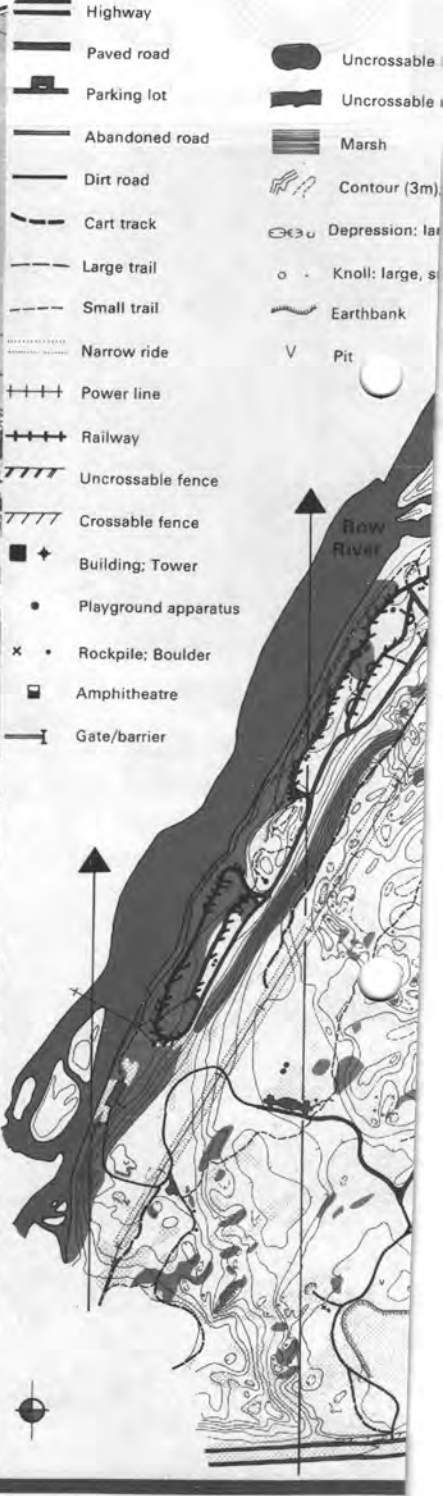 Highway
Paved road
Parking lot
Abandoned road
Dirt road
Cart track
Large trail
Small trail
Narrow ride
Power line
Railway
Uncrossable fence
Crossable fence
Building; Tower
Playground apparatus
Rockpile; Boulder
Amphitheatre
Gate/barrier
Uncrossable
Uncrossable
Marsh
Contour (3m)
Depression:
Knoll: large,
Earthbank
V Pit
Bow
River